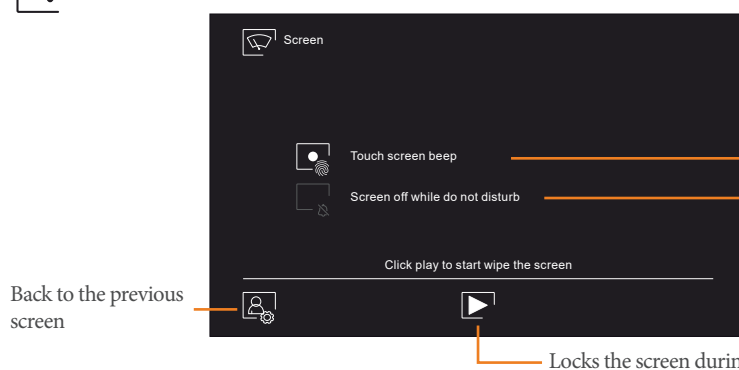 Screen
Touch screen beep
Screen off while do not disturb
Click play to start wipe the screen
Back to the previous
screen
Locks the screen